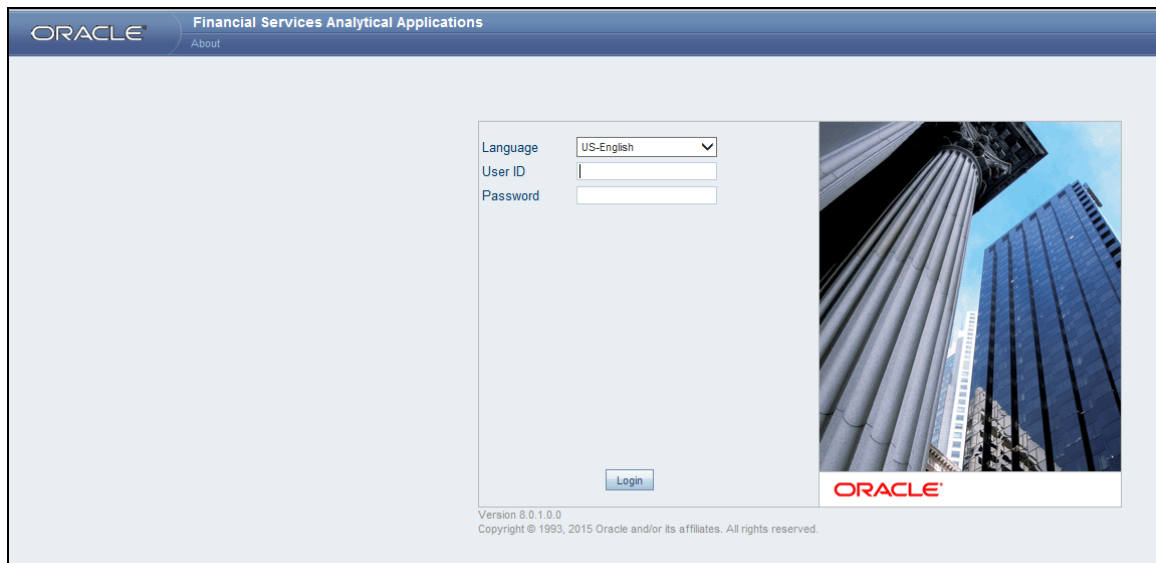 ORACLE
Financial Services Analytical Applications
About
Language US-English
User ID
Password
Login
ORACLE
Version 8.0.1.0.0
Copyright © 1993, 2015 Oracle and/or its affiliates. All rights reserved.